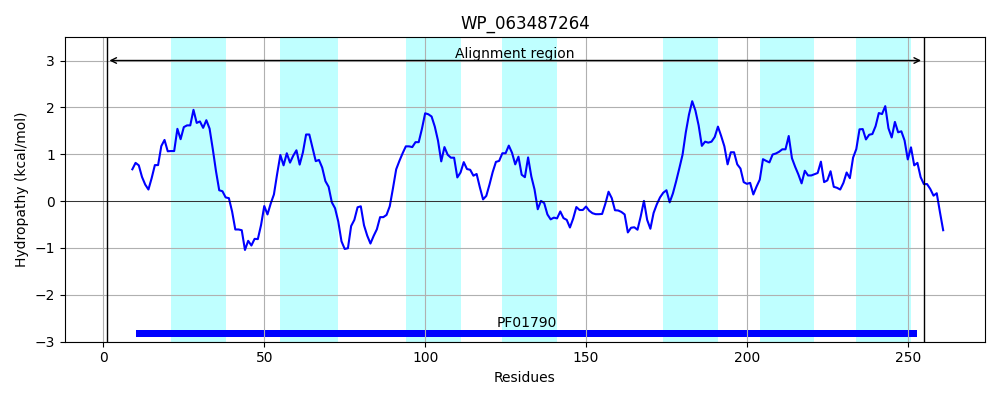 WP_063487264
Alignment region
3
2
1
0
−1
−2
−3
Hydropathy (kcal/mol)
PF01790
0 50 100 150 200 250
Residues